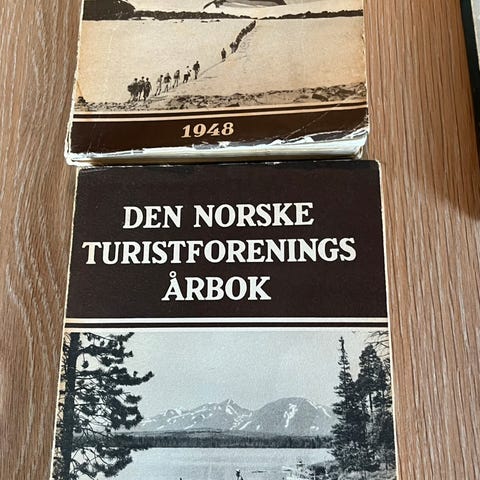 1948
DEN NORSKE
TURISTFORENINGS
ÅRBOK